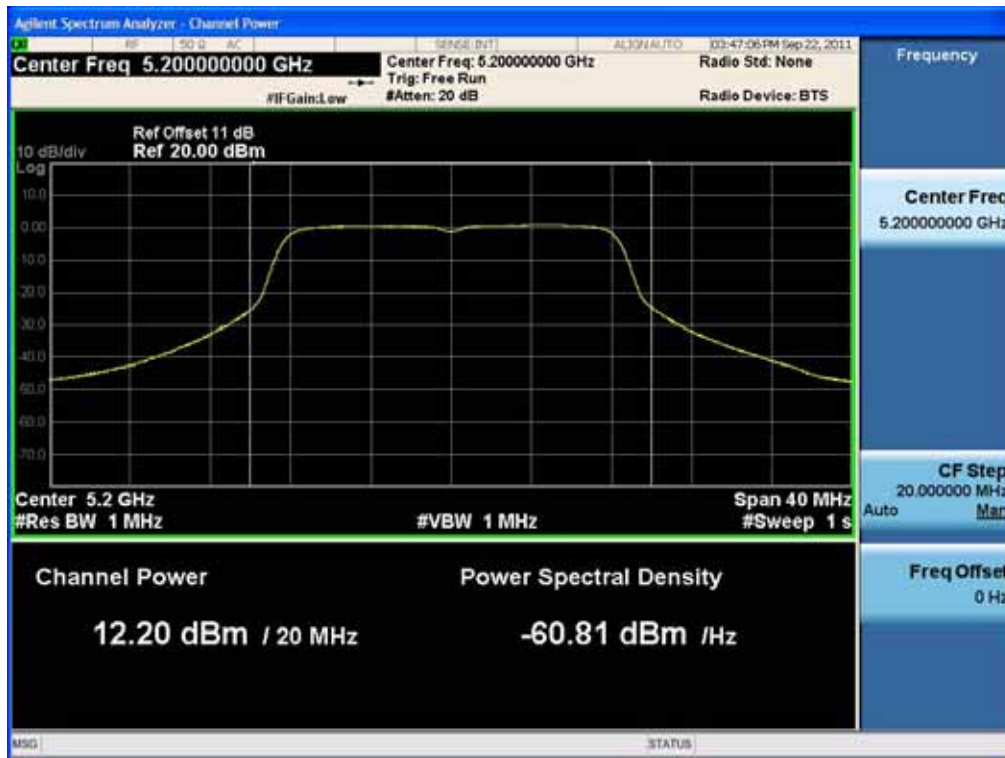 Agilent Spectrum Analyzer - Channel Power
RF 50 Ω AC SENSE:INT ALIGN AUTO 03:47:06 PM Sep 22, 2011
Center Freq 5.200000000 GHz
Center Freq: 5.200000000 GHz
Radio Std: None
Trig: Free Run
#IFGain:Low
#Atten: 20 dB
Radio Device: BTS
Ref Offset 11 dB
10 dB/div
Ref 20.00 dBm
Log
10.0
0.00
-10.0
-20.0
-30.0
-40.0
-50.0
-60.0
-70.0
Center 5.2 GHz
Span 40 MHz
#Res BW 1 MHz
#VBW 1 MHz
#Sweep 1 s
Channel Power
Power Spectral Density
12.20 dBm / 20 MHz
-60.81 dBm /Hz
MSG
STATUS
Frequency
Center Freq
5.200000000 GHz
CF Step
20.000000 MHz
Auto Man
Freq Offset
0 Hz